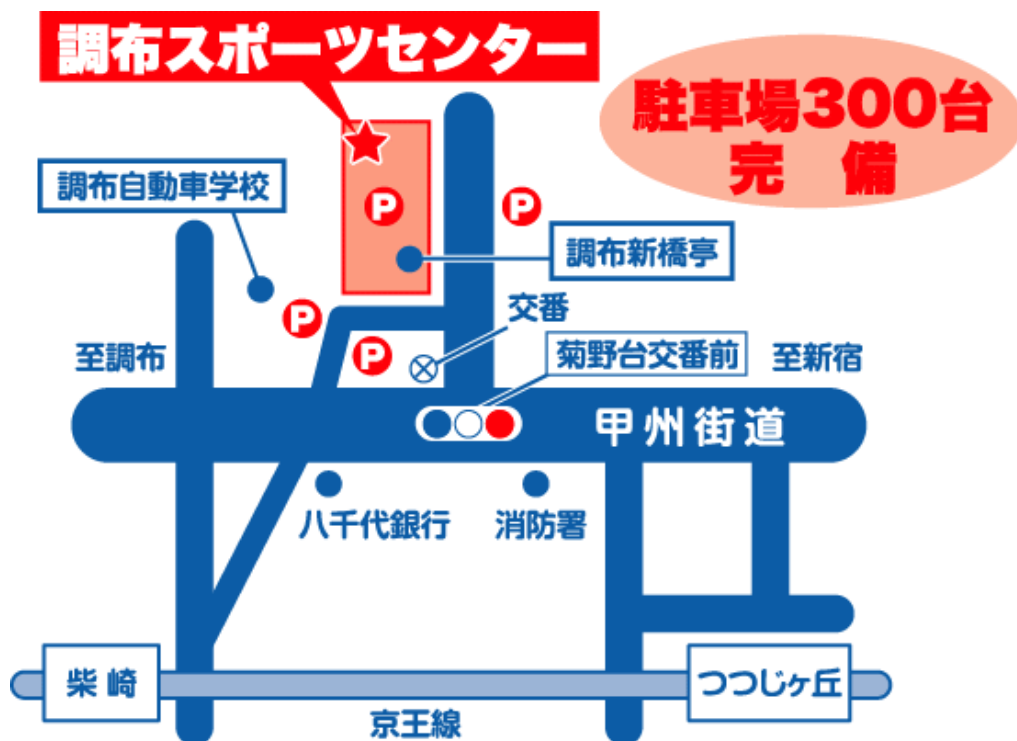 調布スポーツセンター
駐車場300台
完備
調布自動車学校
P
P
調布新橋亭
P
交番
P
菊野台交番前
至調布
至新宿
甲州街道
八千代銀行
消防署
柴崎
つつじヶ丘
京王線